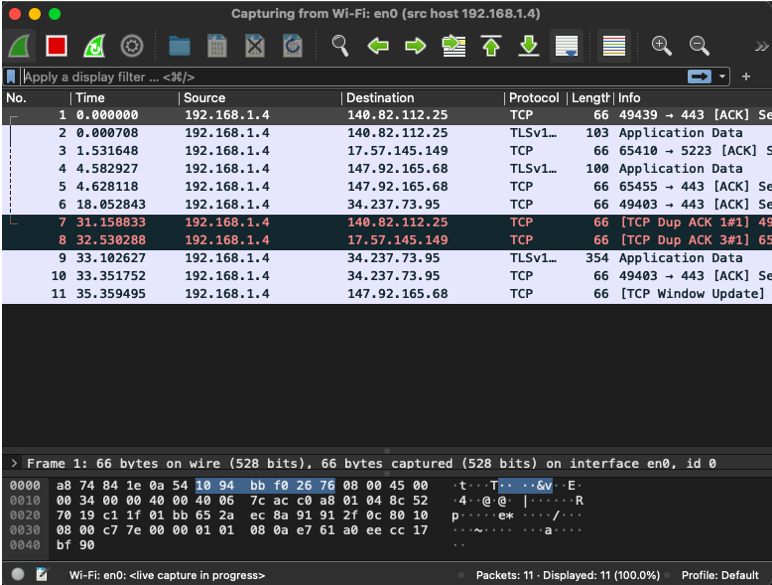 Capturing from Wi-Fi: en0 (src host 192.168.1.4)
Apply a display filter ... <⌘/>
No. Time Source Destination Protocol Length Info
1 0.000000 192.168.1.4 140.82.112.25 TCP 66 49439 → 443 [ACK] Se
2 0.000708 192.168.1.4 140.82.112.25 TLSv1… 103 Application Data
3 1.531648 192.168.1.4 17.57.145.149 TCP 66 65410 → 5223 [ACK] S
4 4.582927 192.168.1.4 147.92.165.68 TLSv1… 100 Application Data
5 4.628118 192.168.1.4 147.92.165.68 TCP 66 65455 → 443 [ACK] Se
6 18.052843 192.168.1.4 34.237.73.95 TCP 66 49403 → 443 [ACK] Se
7 31.158833 192.168.1.4 140.82.112.25 TCP 66 [TCP Dup ACK 1#1] 49
8 32.530288 192.168.1.4 17.57.145.149 TCP 66 [TCP Dup ACK 3#1] 65
9 33.102627 192.168.1.4 34.237.73.95 TLSv1… 354 Application Data
10 33.351752 192.168.1.4 34.237.73.95 TCP 66 49403 → 443 [ACK] Se
11 35.359495 192.168.1.4 147.92.165.68 TCP 66 [TCP Window Update]
Frame 1: 66 bytes on wire (528 bits), 66 bytes captured (528 bits) on interface en0, id 0
0000 a8 74 84 1e 0a 54 10 94 bb f0 26 76 08 00 45 00 ·t···T·· ··&v··E·
0010 00 34 00 00 40 00 40 06 7c ac c0 a8 01 04 8c 52 ·4··@·@· |······R
0020 70 19 c1 1f 01 bb 65 2a ec 8a 91 91 2f 0c 80 10 p·····e* ····/···
0030 08 00 c7 7e 00 00 01 01 08 0a e7 61 a0 ee cc 17 ···~···· ···a····
0040 bf 90 ··
Wi-Fi: en0: <live capture in progress> Packets: 11 · Displayed: 11 (100.0%) Profile: Default